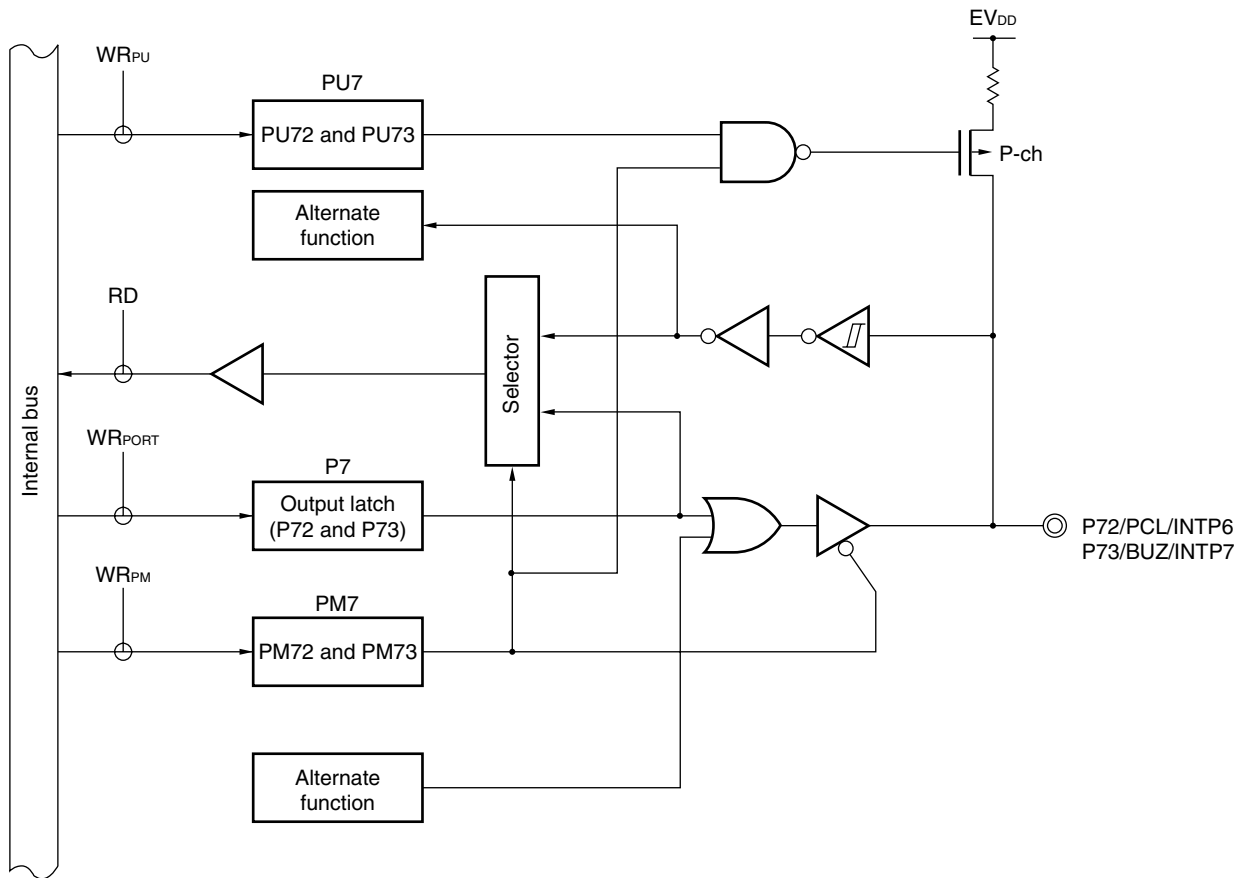 EVDD
WRPU
PU7
PU72 and PU73
P-ch
Alternate
function
RD
Selector
Internal bus
WRPORT
P7
Output latch
(P72 and P73)
P72/PCL/INTP6
P73/BUZ/INTP7
WRPM
PM7
PM72 and PM73
Alternate
function